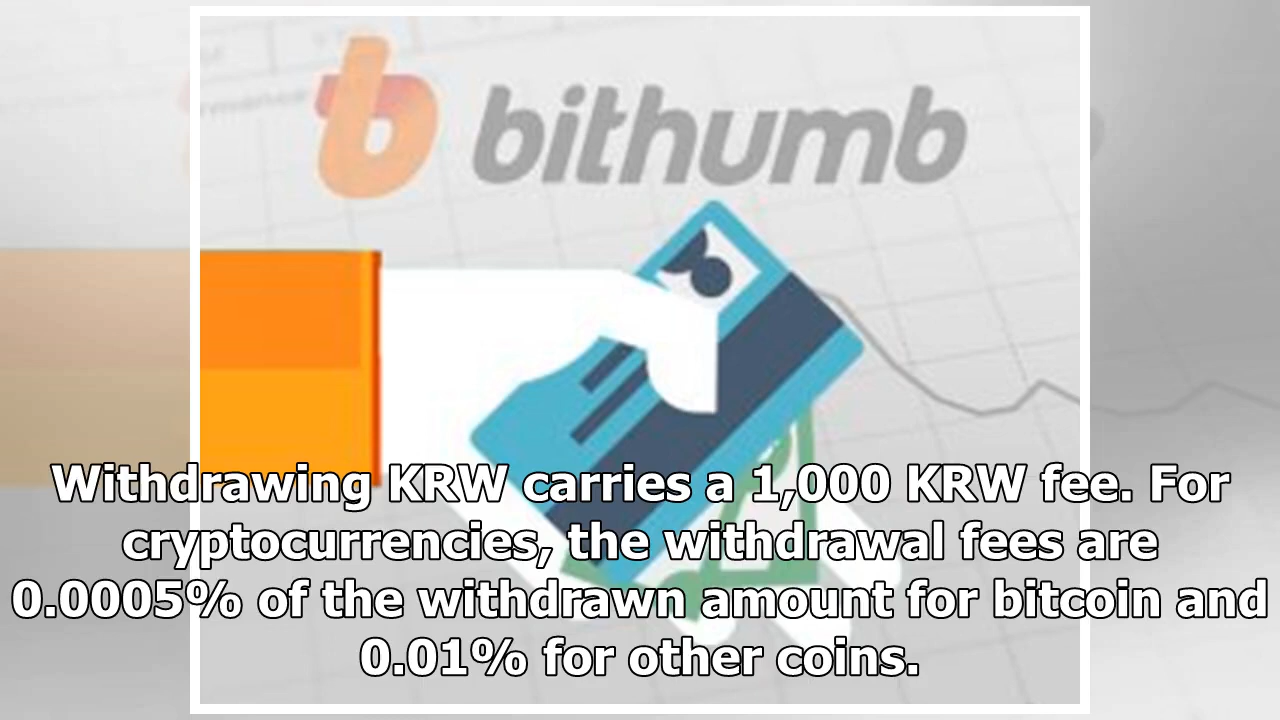 bithumb
Withdrawing KRW carries a 1,000 KRW fee. For
cryptocurrencies, the withdrawal fees are
0.0005% of the withdrawn amount for bitcoin and
0.01% for other coins.